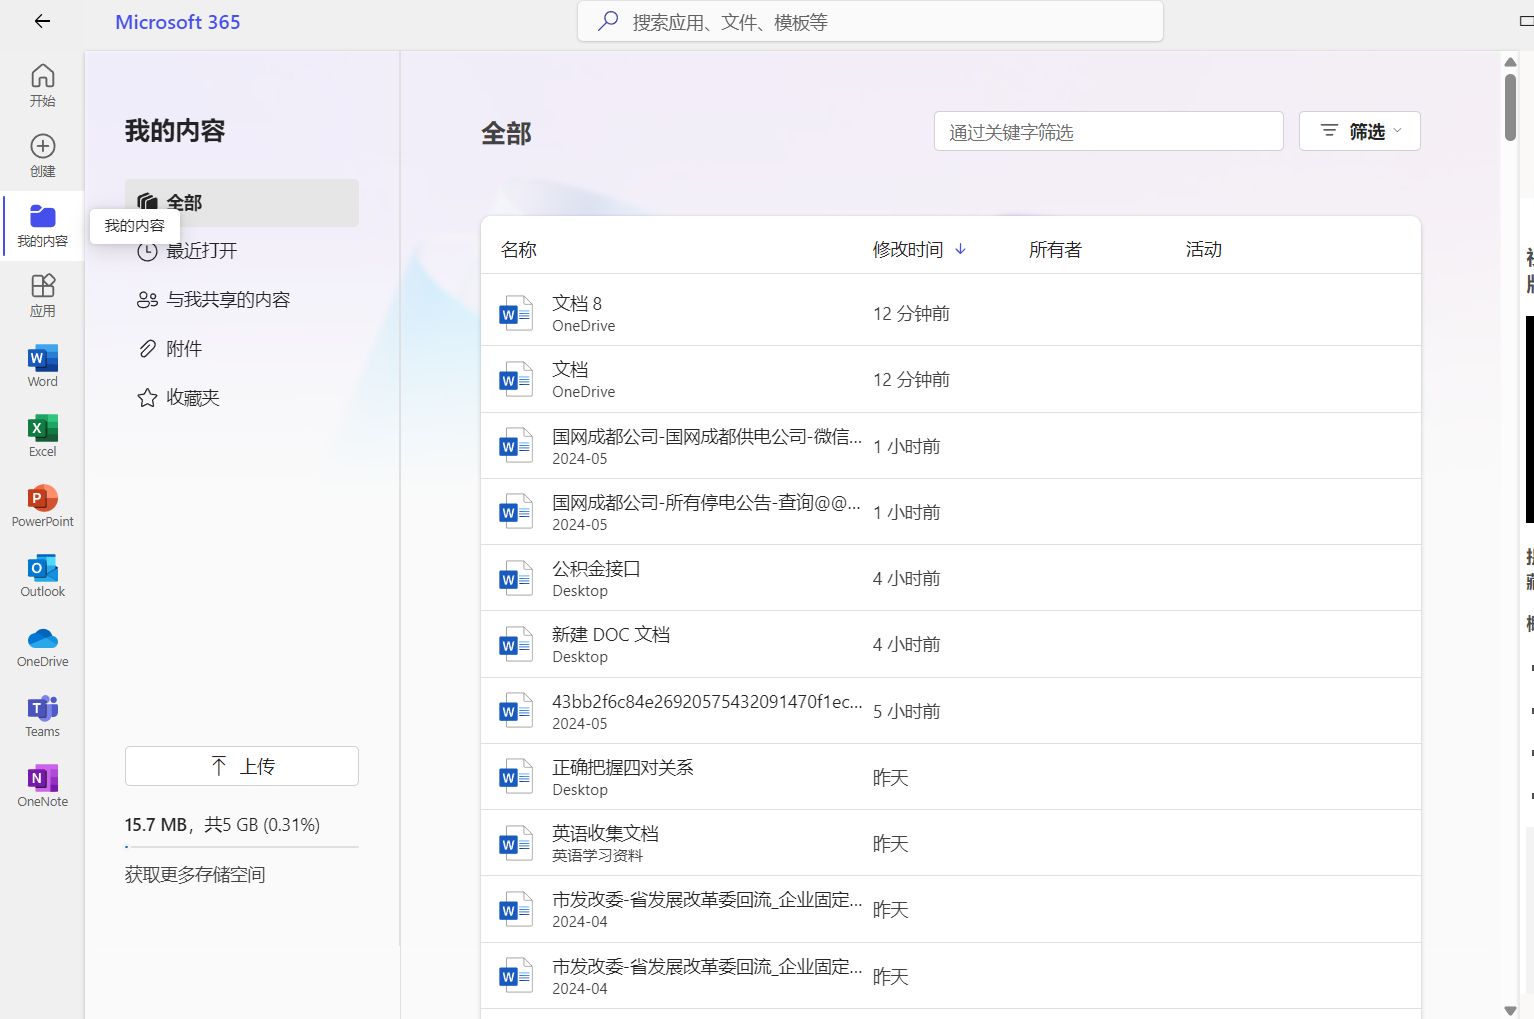 Microsoft 365
搜索应用、文件、模板等
开始
创建
我的内容
应用
Word
Excel
PowerPoint
Outlook
OneDrive
Teams
OneNote
我的内容
全部
我的内容
最近打开
与我共享的内容
附件
收藏夹
上传
15.7 MB，共5 GB (0.31%)
获取更多存储空间
全部
通过关键字筛选
筛选
名称 修改时间 所有者 活动
文档 8
OneDrive
12 分钟前
文档
OneDrive
12 分钟前
国网成都公司-国网成都供电公司-微信...
2024-05
1 小时前
国网成都公司-所有停电公告-查询@@...
2024-05
1 小时前
公积金接口
Desktop
4 小时前
新建 DOC 文档
Desktop
4 小时前
43bb2f6c84e26920575432091470f1ec...
2024-05
5 小时前
正确把握四对关系
Desktop
昨天
英语收集文档
英语学习资料
昨天
市发改委-省发展改革委回流_企业固定...
2024-04
昨天
市发改委-省发展改革委回流_企业固定...
2024-04
昨天